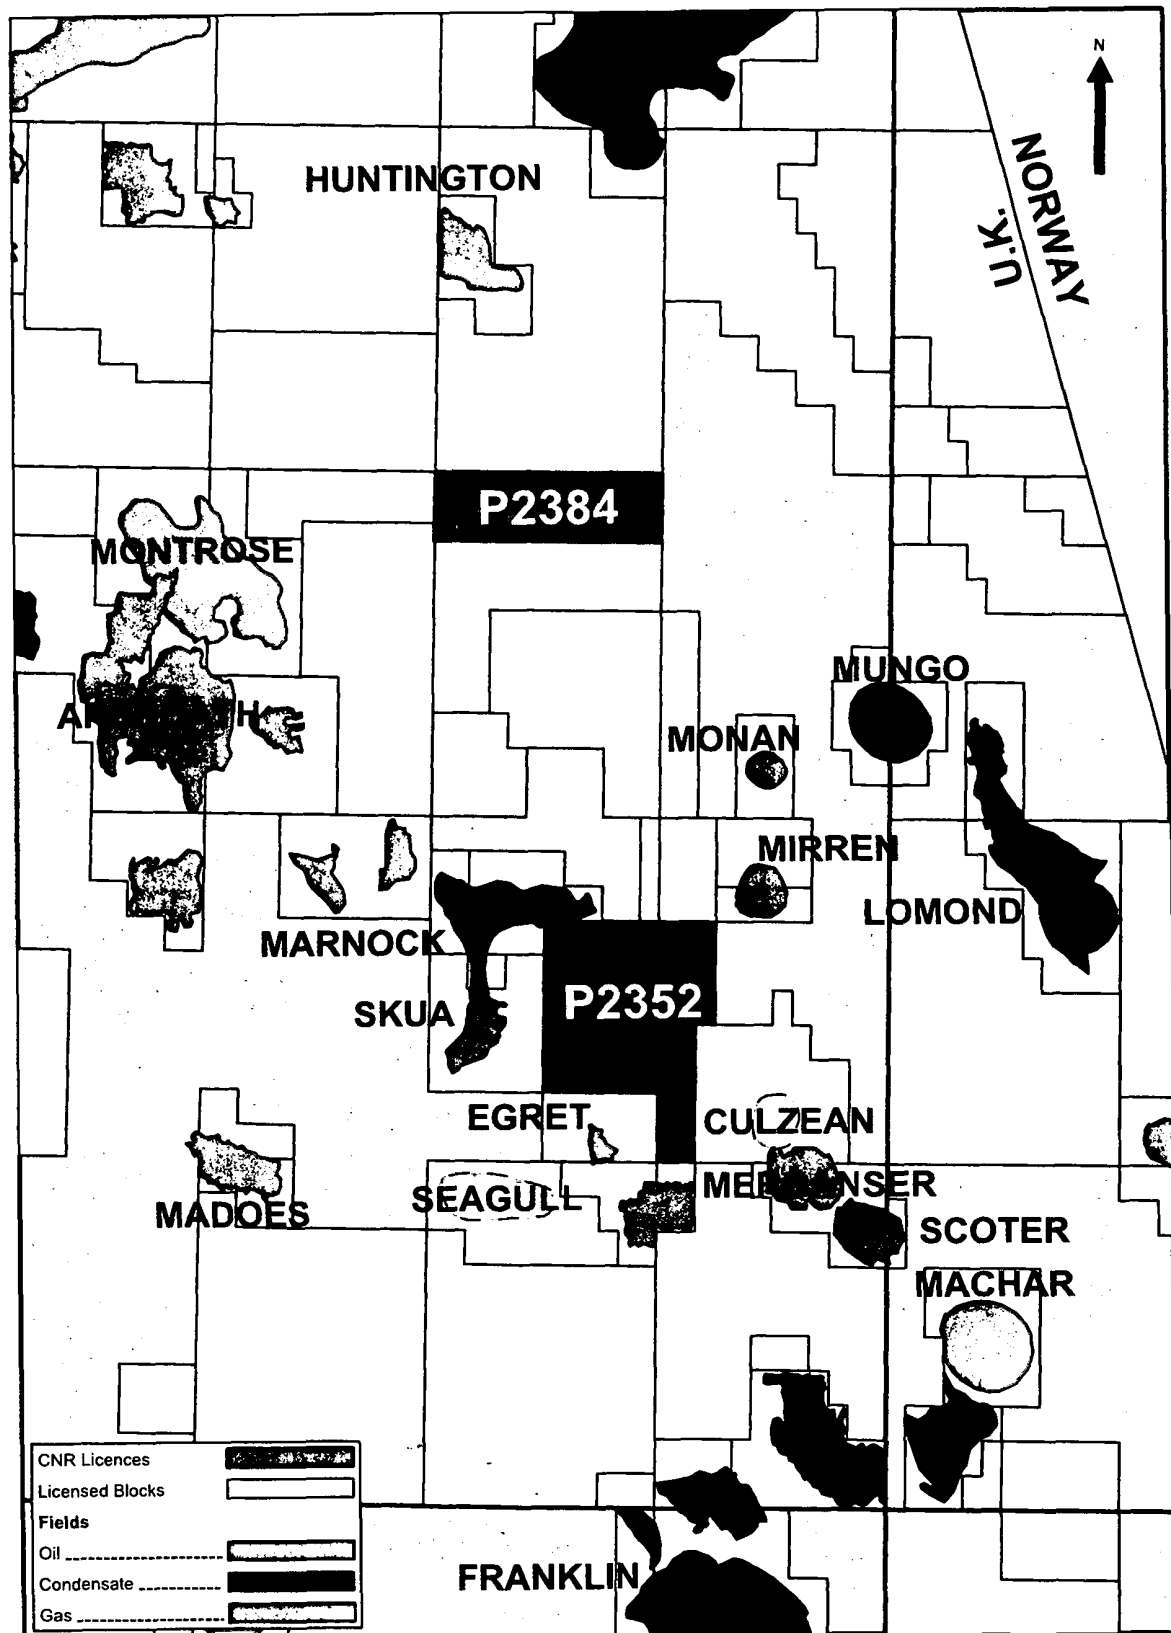 N
HUNTINGTON
NORWAY
U.K.
P2384
MONTROSE
MUNGO
MONAN
MIRREN
LOMOND
MARNOCK
P2352
SKUA
EGRET
CULZEAN
SEAGULL
MADOES
SCOTER
MACHAR
CNR Licences
Licensed Blocks
Fields
Oil
Condensate
Gas
FRANKLIN